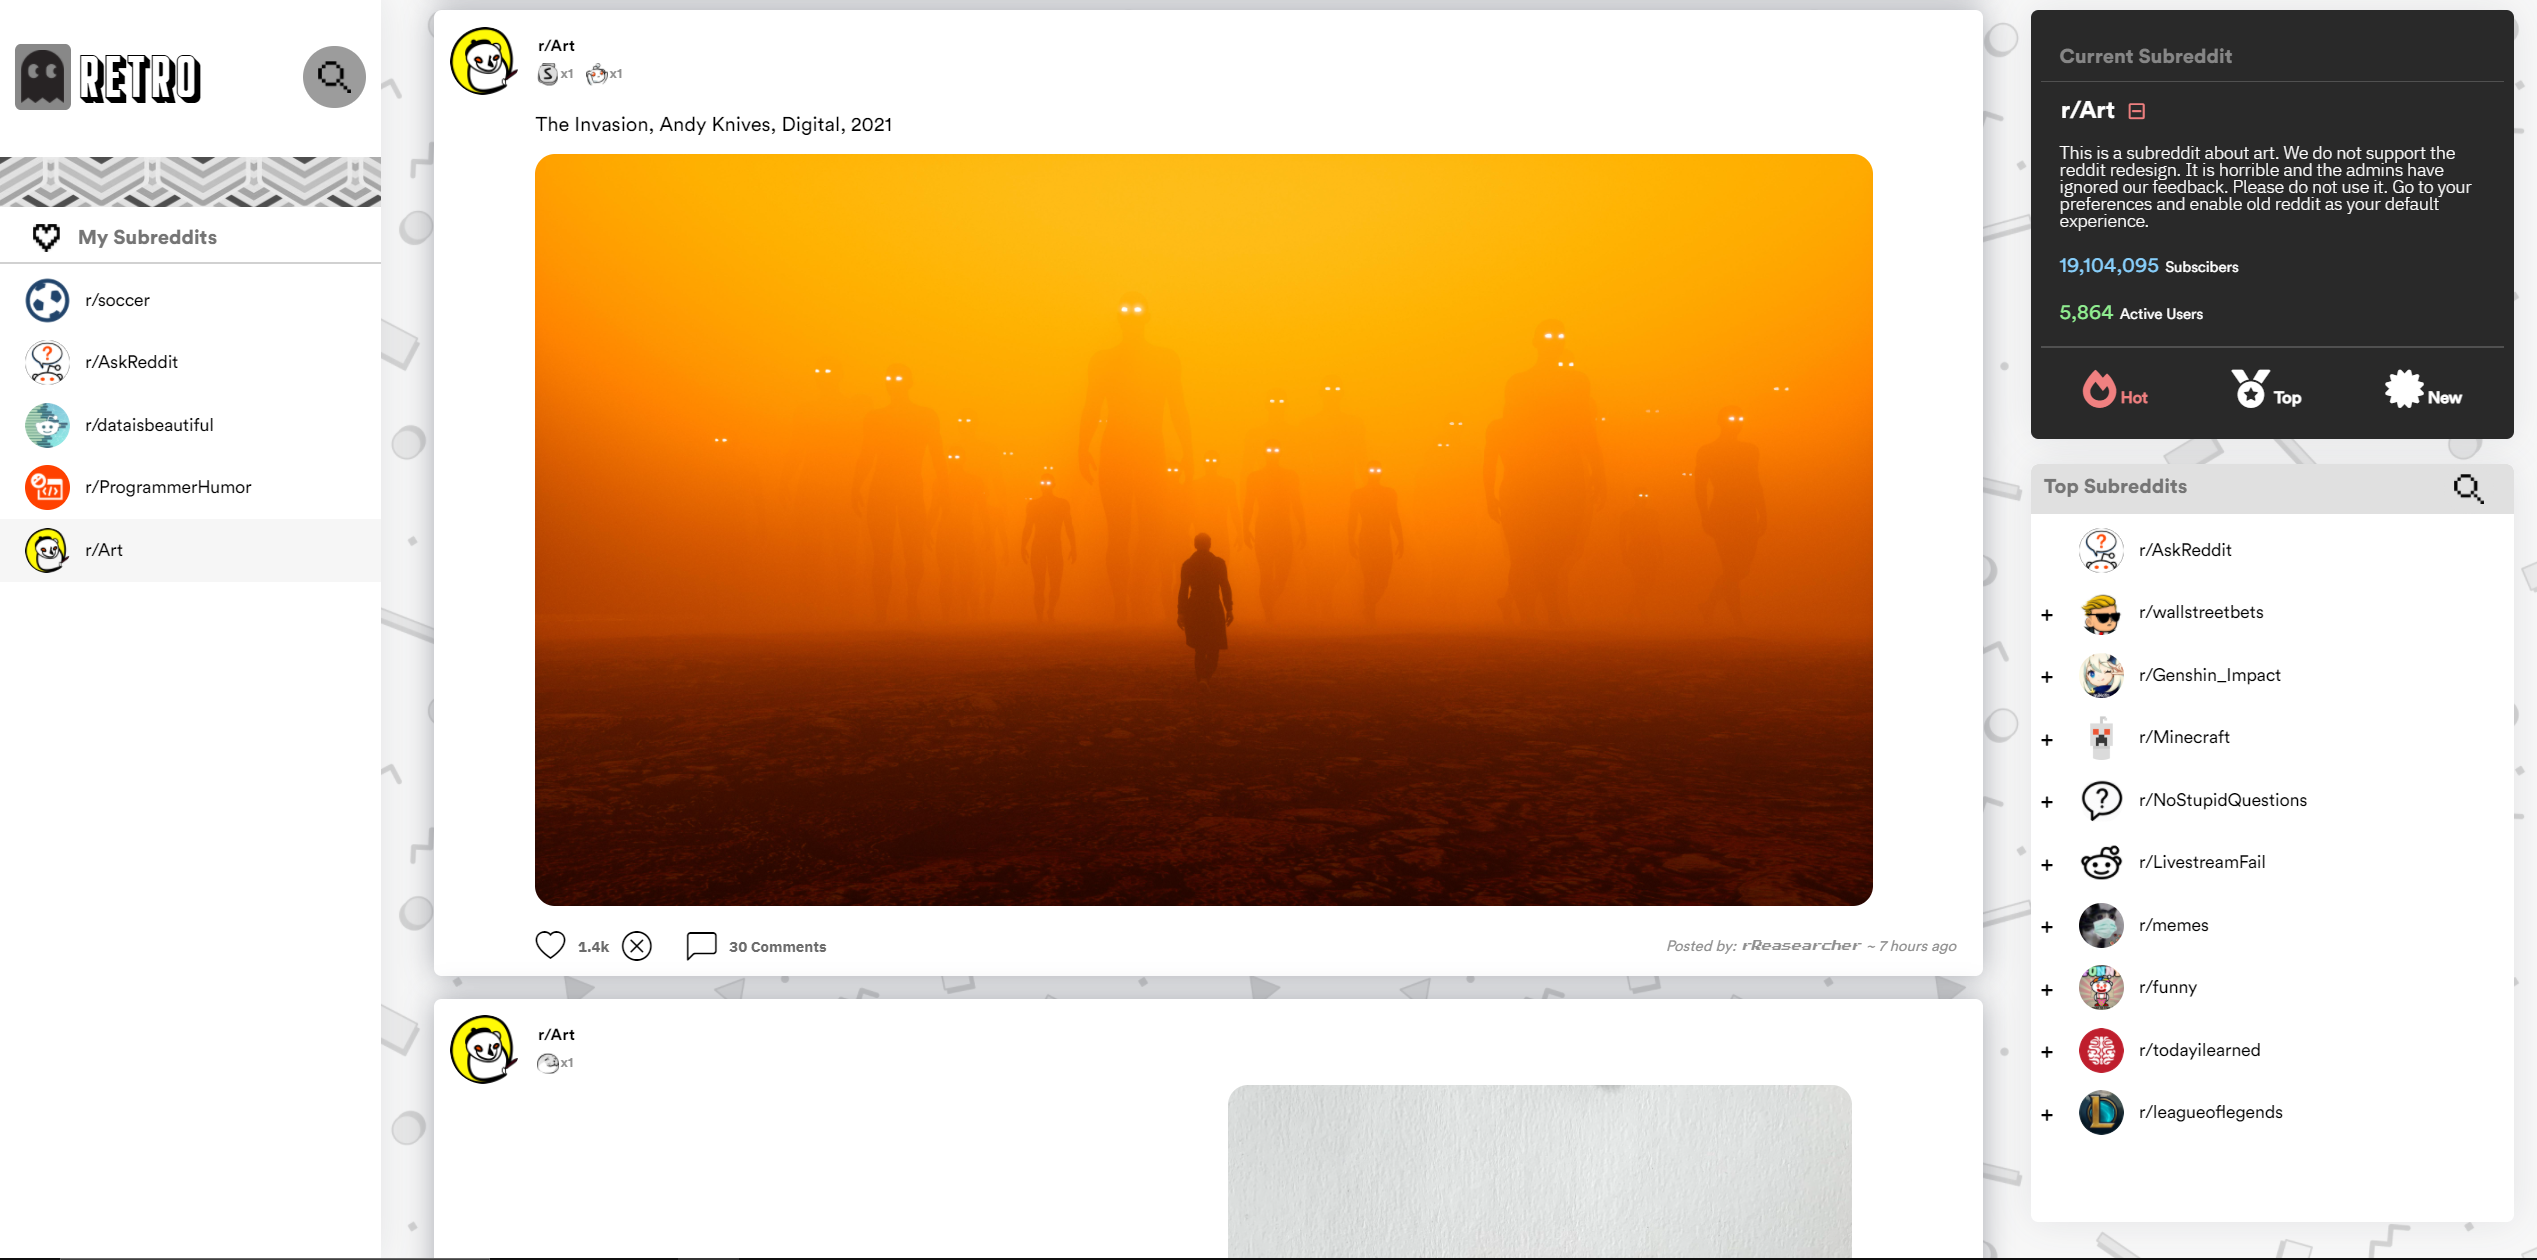 RETRO
My Subreddits
r/soccer
r/AskReddit
r/dataisbeautiful
r/ProgrammerHumor
r/Art
r/Art
x1 x1
The Invasion, Andy Knives, Digital, 2021
1.4k
30 Comments
Posted by: rReasearcher ~ 7 hours ago
r/Art
x1
Current Subreddit
r/Art
This is a subreddit about art. We do not support the
reddit redesign. It is horrible and the admins have
ignored our feedback. Please do not use it. Go to your
preferences and enable old reddit as your default
experience.
19,104,095 Subscibers
5,864 Active Users
Hot
Top
New
Top Subreddits
r/AskReddit
+ r/wallstreetbets
+ r/Genshin_Impact
+ r/Minecraft
+ r/NoStupidQuestions
+ r/LivestreamFail
+ r/memes
+ r/funny
+ r/todayilearned
+ r/leagueoflegends